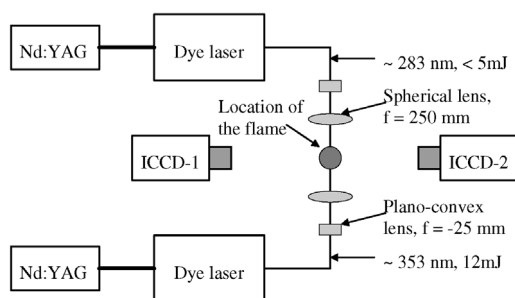 Nd:YAG
Dye laser
~ 283 nm, < 5mJ
Spherical lens,
f = 250 mm
Location of
the flame
ICCD-1
ICCD-2
Plano-convex
lens, f = -25 mm
~ 353 nm, 12mJ
Nd:YAG
Dye laser